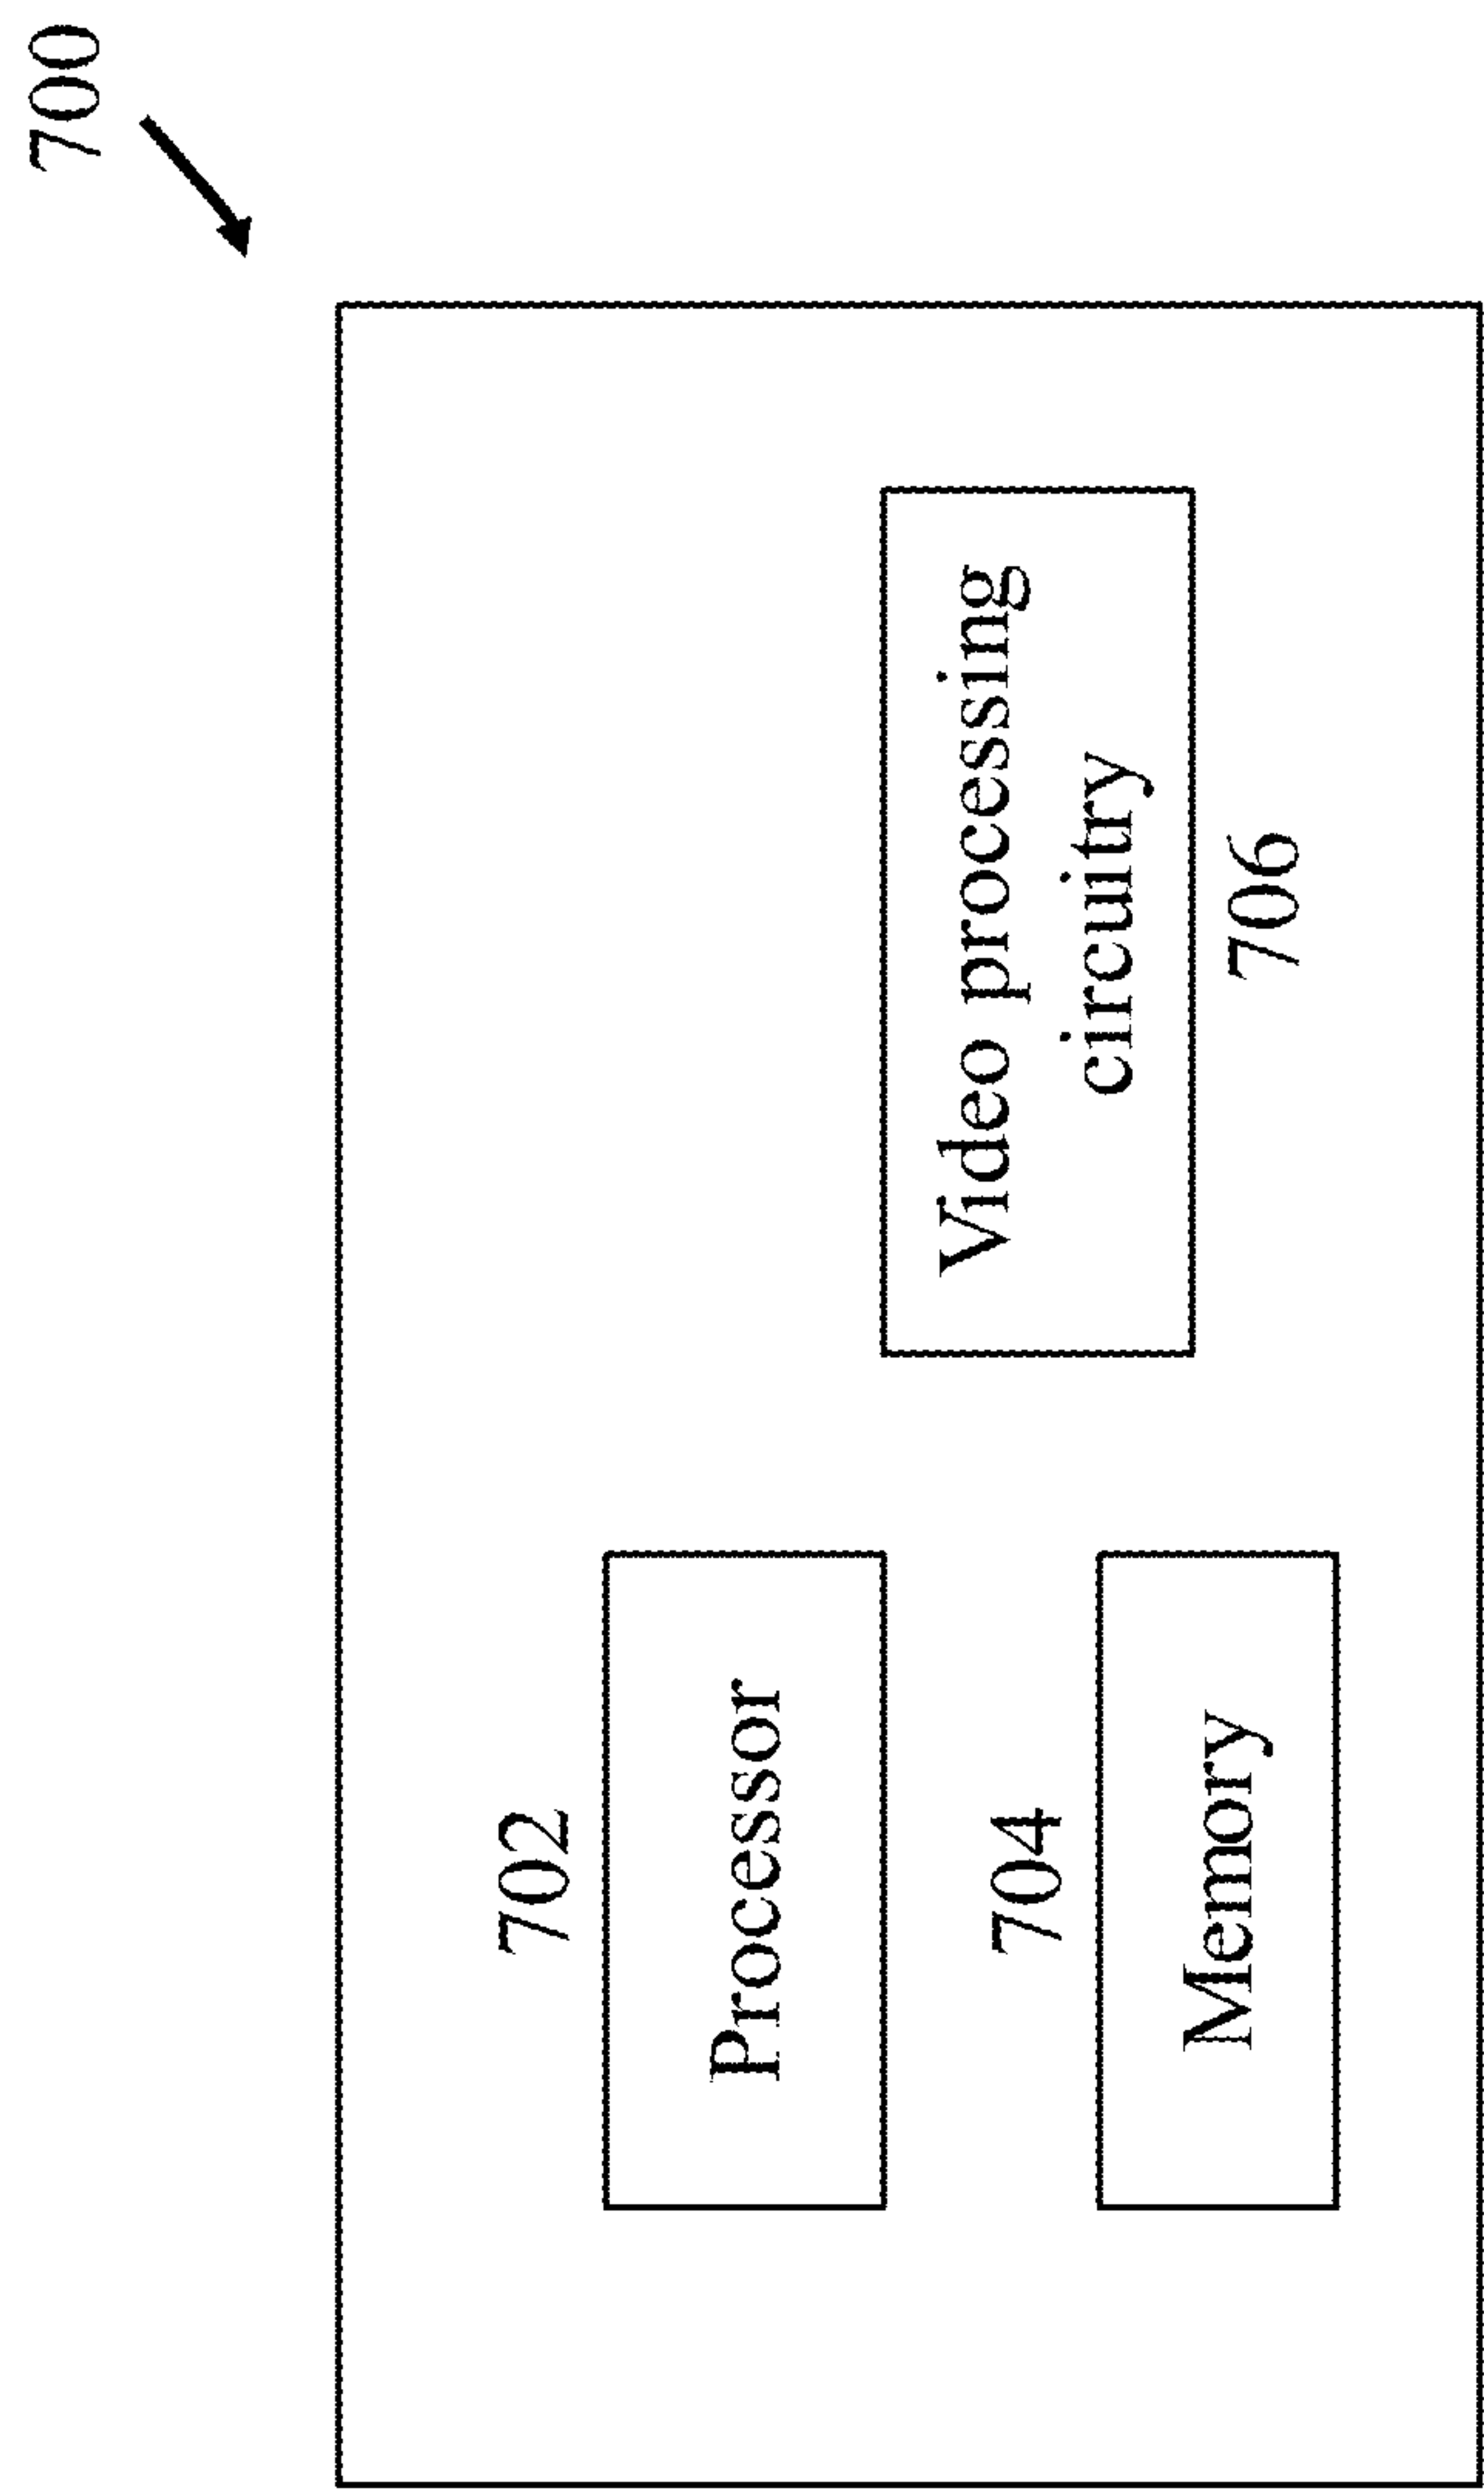 700
702
Processor
704
Memory
Video processing
circuitry
706